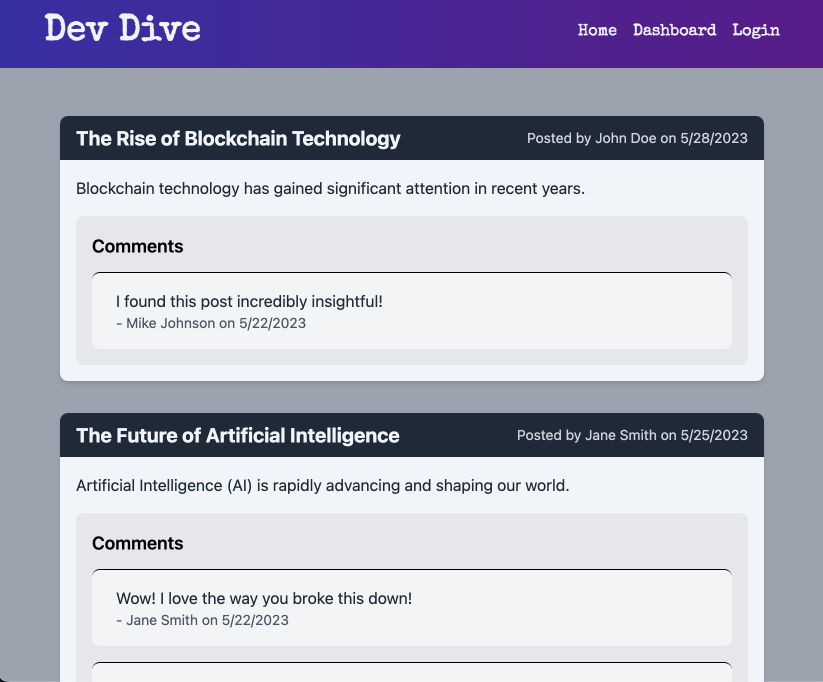 Dev Dive
Home Dashboard Login
The Rise of Blockchain Technology
Posted by John Doe on 5/28/2023
Blockchain technology has gained significant attention in recent years.
Comments
I found this post incredibly insightful!
- Mike Johnson on 5/22/2023
The Future of Artificial Intelligence
Posted by Jane Smith on 5/25/2023
Artificial Intelligence (AI) is rapidly advancing and shaping our world.
Comments
Wow! I love the way you broke this down!
- Jane Smith on 5/22/2023